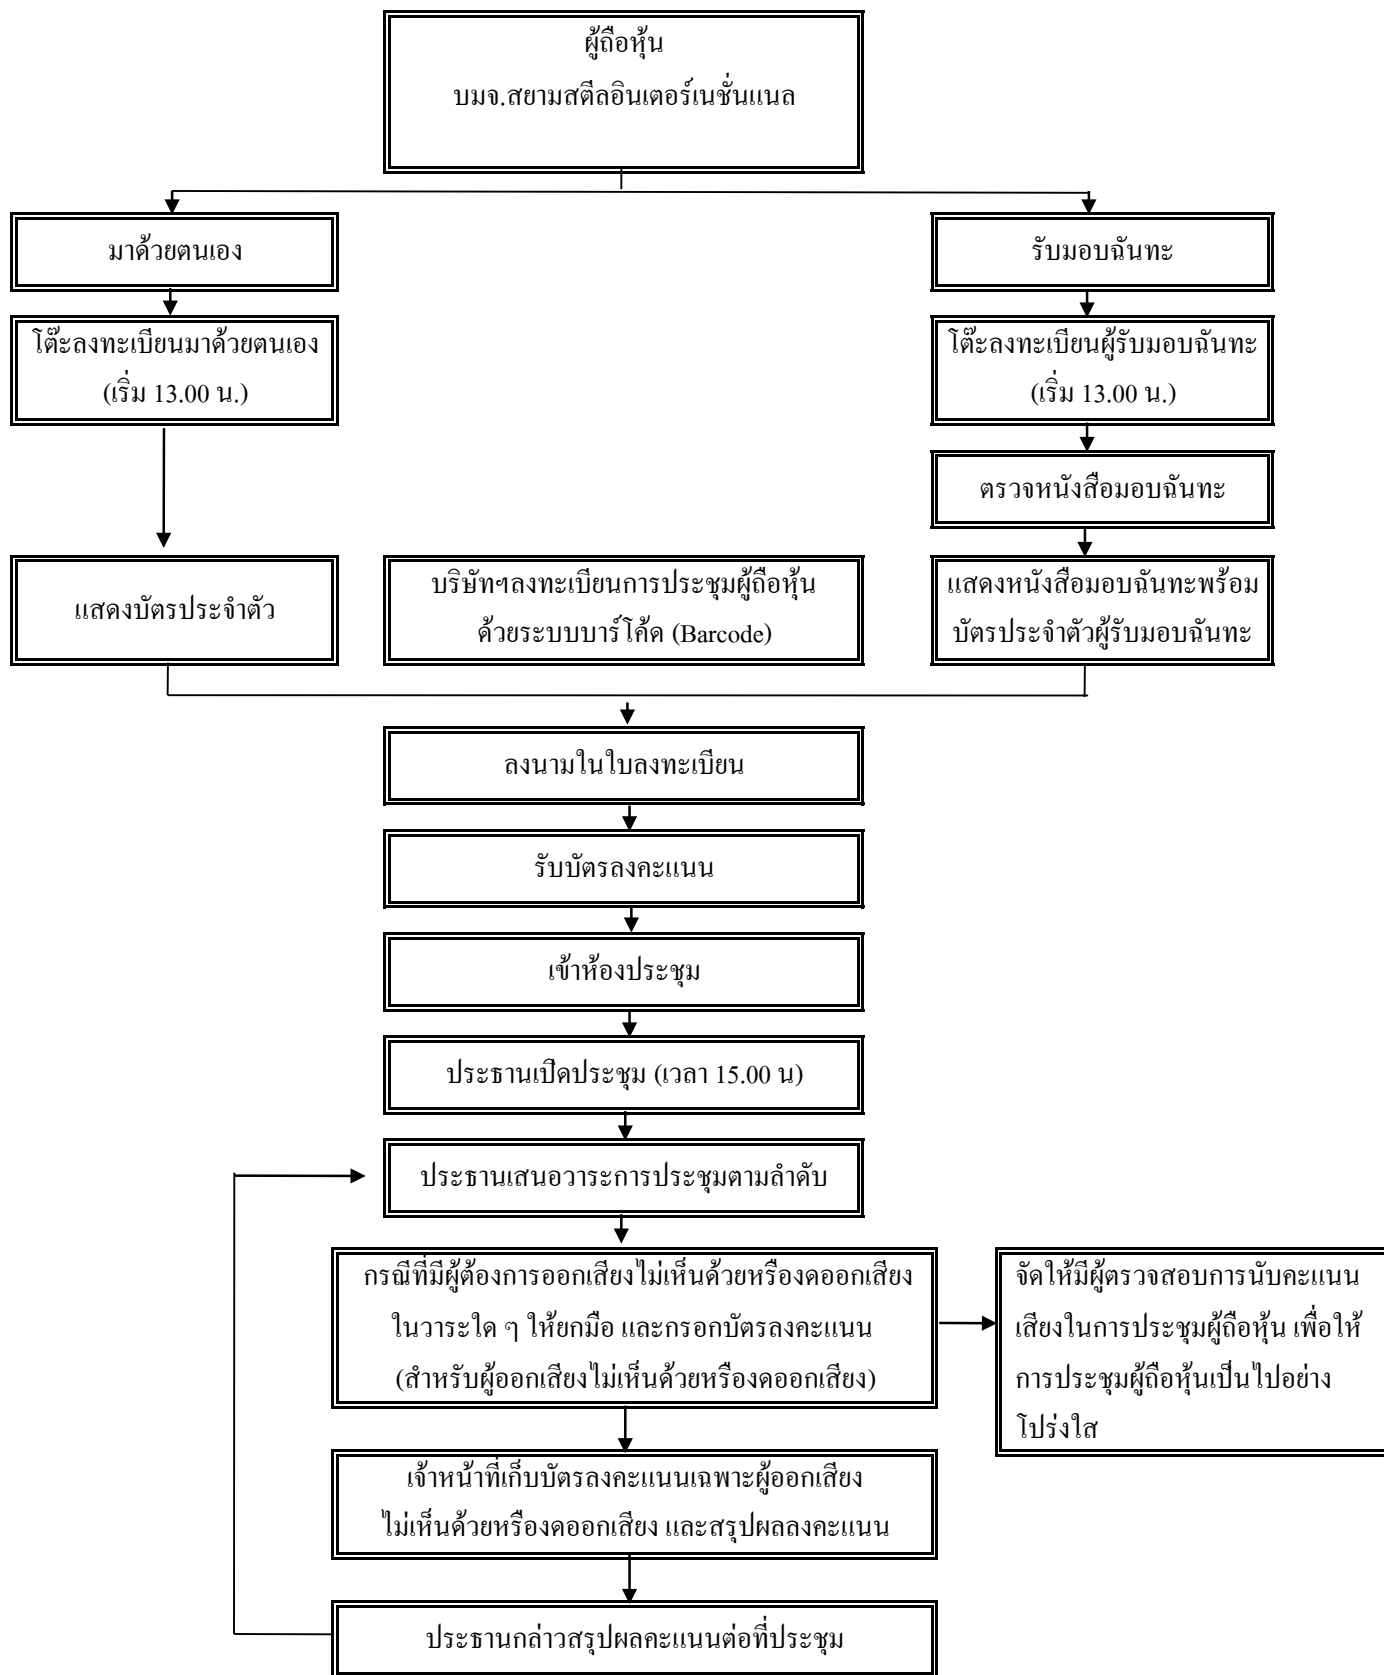 ผู้ถือหุ้น
บมจ.สยามสตีลอินเตอร์เนชั่นแนล
มาด้วยตนเอง
รับมอบฉันทะ
โต๊ะลงทะเบียนมาด้วยตนเอง
(เริ่ม 13.00 น.)
โต๊ะลงทะเบียนผู้รับมอบฉันทะ
(เริ่ม 13.00 น.)
ตรวจหนังสือมอบฉันทะ
แสดงบัตรประจำตัว
บริษัทฯลงทะเบียนการประชุมผู้ถือหุ้น
ด้วยระบบบาร์โค้ด (Barcode)
แสดงหนังสือมอบฉันทะพร้อม
บัตรประจำตัวผู้รับมอบฉันทะ
ลงนามในใบลงทะเบียน
รับบัตรลงคะแนน
เข้าห้องประชุม
ประธานเปิดประชุม (เวลา 15.00 น)
ประธานเสนอวาระการประชุมตามลำดับ
กรณีที่มีผู้ต้องการออกเสียงไม่เห็นด้วยหรืองดออกเสียง
ในวาระใด ๆ ให้ยกมือ และกรอกบัตรลงคะแนน
(สำหรับผู้ออกเสียงไม่เห็นด้วยหรืองดออกเสียง)
จัดให้มีผู้ตรวจสอบการนับคะแนน
เสียงในการประชุมผู้ถือหุ้น เพื่อให้
การประชุมผู้ถือหุ้นเป็นไปอย่าง
โปร่งใส
เจ้าหน้าที่เก็บบัตรลงคะแนนเฉพาะผู้ออกเสียง
ไม่เห็นด้วยหรืองดออกเสียง และสรุปผลลงคะแนน
ประธานกล่าวสรุปผลคะแนนต่อที่ประชุม